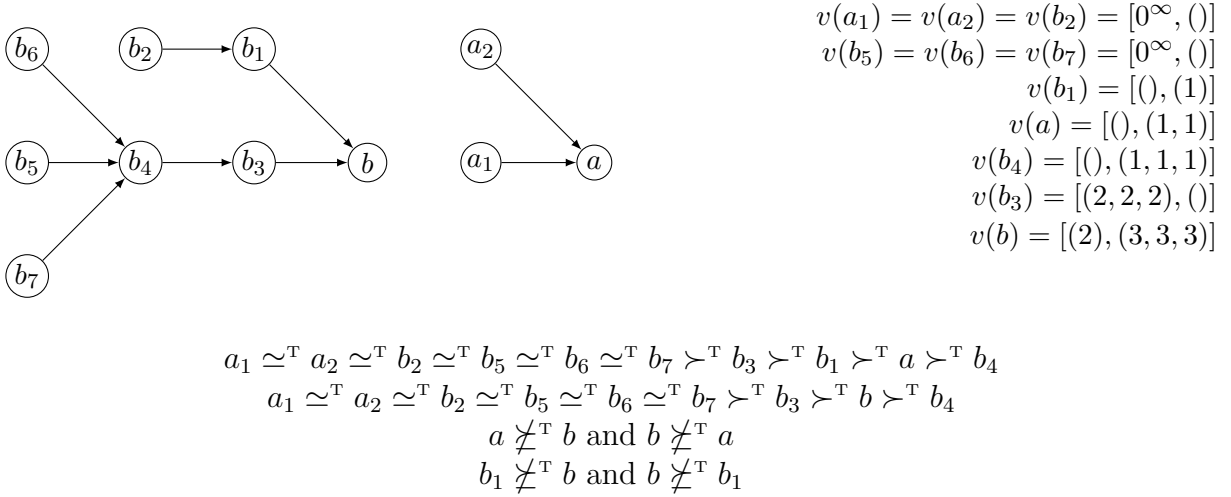 b₆ b₂ b₁ a₂
b₅ b₄ b₃ b a₁ a
b₇
v(a₁) = v(a₂) = v(b₂) = [0^∞, ()]
v(b₅) = v(b₆) = v(b₇) = [0^∞, ()]
v(b₁) = [(), (1)]
v(a) = [(), (1, 1)]
v(b₄) = [(), (1, 1, 1)]
v(b₃) = [(2, 2, 2), ()]
v(b) = [(2), (3, 3, 3)]
a₁ ≃ᵀ a₂ ≃ᵀ b₂ ≃ᵀ b₅ ≃ᵀ b₆ ≃ᵀ b₇ ≻ᵀ b₃ ≻ᵀ b₁ ≻ᵀ a ≻ᵀ b₄
a₁ ≃ᵀ a₂ ≃ᵀ b₂ ≃ᵀ b₅ ≃ᵀ b₆ ≃ᵀ b₇ ≻ᵀ b₃ ≻ᵀ b ≻ᵀ b₄
a ⋡ᵀ b and b ⋡ᵀ a
b₁ ⋡ᵀ b and b ⋡ᵀ b₁